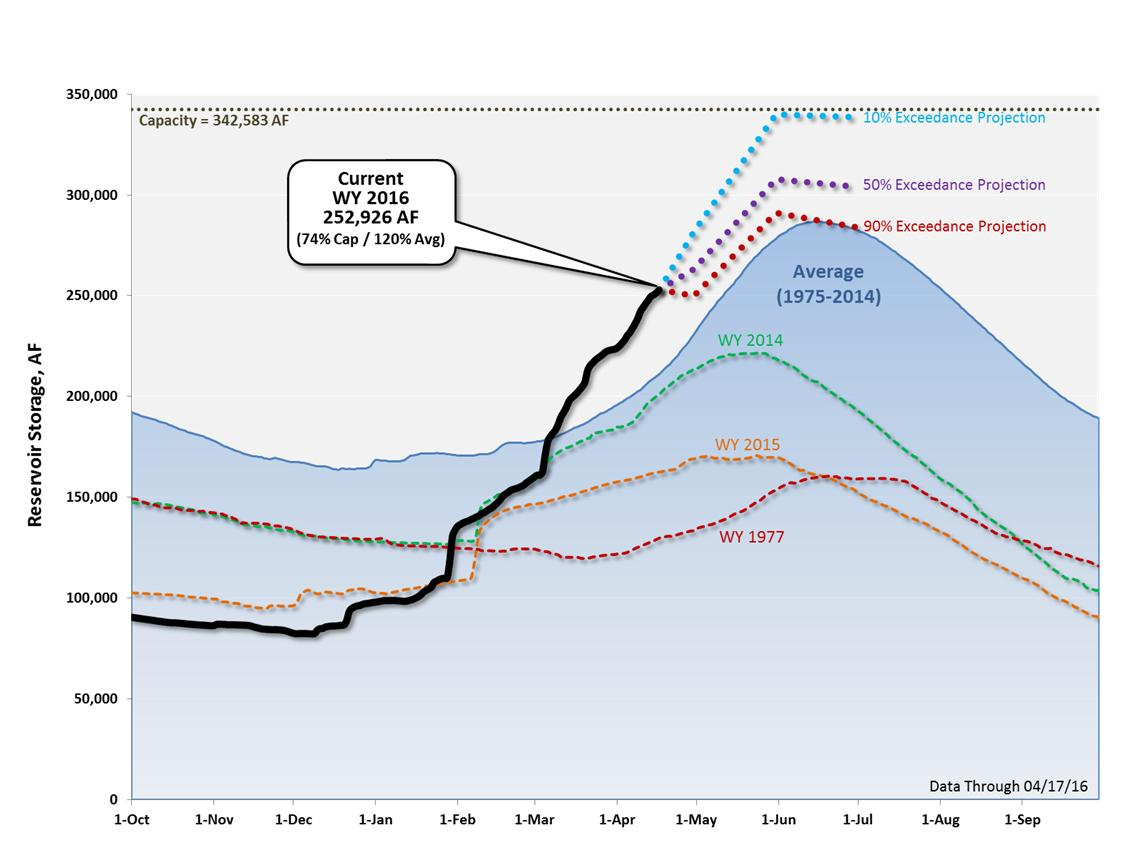 350,000
Capacity = 342,583 AF
10% Exceedance Projection
Current
WY 2016
252,926 AF
(74% Cap / 120% Avg)
300,000
50% Exceedance Projection
90% Exceedance Projection
250,000
Average
(1975-2014)
WY 2014
200,000
WY 2015
150,000
WY 1977
100,000
50,000
0
Reservoir Storage, AF
Data Through 04/17/16
1-Oct 1-Nov 1-Dec 1-Jan 1-Feb 1-Mar 1-Apr 1-May 1-Jun 1-Jul 1-Aug 1-Sep